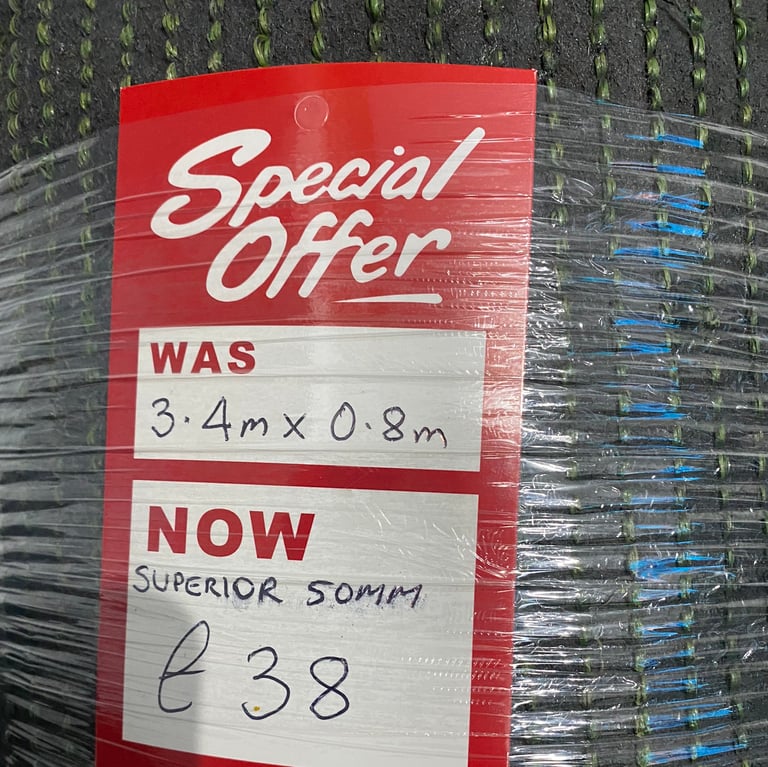 Special
Offer
WAS
3.4m x 0.8m
NOW
SUPERIOR 50MM
£38